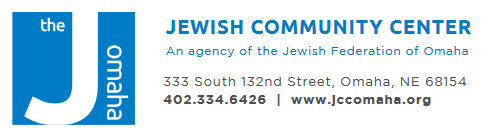 the
J
omaha
JEWISH COMMUNITY CENTER
An agency of the Jewish Federation of Omaha
333 South 132nd Street, Omaha, NE 68154
402.334.6426 | www.jccomaha.org